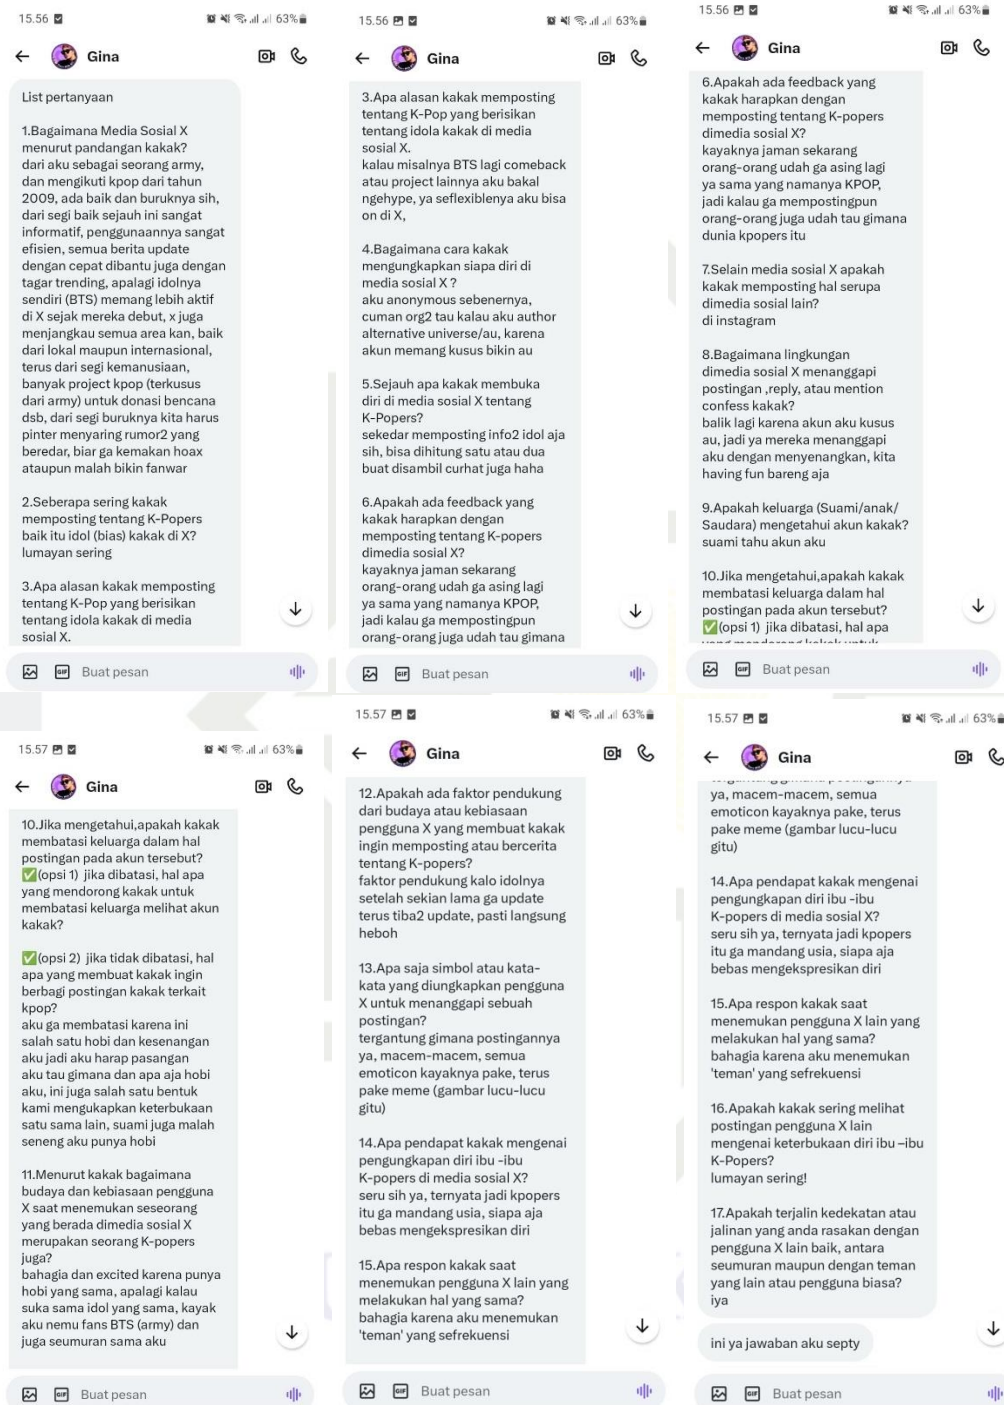 15.56
63%
Gina
List pertanyaan
1.Bagaimana Media Sosial X
menurut pandangan kakak?
dari aku sebagai seorang army,
dan mengikuti kpop dari tahun
2009, ada baik dan buruknya sih,
dari segi baik sejauh ini sangat
informatif, penggunaannya sangat
efisien, semua berita update
dengan cepat dibantu juga dengan
tagar trending, apalagi idolnya
sendiri (BTS) memang lebih aktif
di X sejak mereka debut, x juga
menjangkau semua area kan, baik
dari lokal maupun internasional,
terus dari segi kemanusiaan,
banyak project kpop (terkusus
dari army) untuk donasi bencana
dsb, dari segi buruknya kita harus
pinter menyaring rumor2 yang
beredar, biar ga kemakan hoax
ataupun malah bikin fanwar
2.Seberapa sering kakak
memposting tentang K-Popers
baik itu idol (bias) kakak di X?
lumayan sering
3.Apa alasan kakak memposting
tentang K-Pop yang berisikan
tentang idola kakak di media
sosial X.
GIF
Buat pesan
15.56
63%
Gina
3.Apa alasan kakak memposting
tentang K-Pop yang berisikan
tentang idola kakak di media
sosial X.
kalau misalnya BTS lagi comeback
atau project lainnya aku bakal
ngehype, ya seflexiblenya aku bisa
on di X,
4.Bagaimana cara kakak
mengungkapkan siapa diri di
media sosial X ?
aku anonymous sebenernya,
cuman org2 tau kalau aku author
alternative universe/au, karena
akun memang kusus bikin au
5.Sejauh apa kakak membuka
diri di media sosial X tentang
K-Popers?
sekedar memposting info2 idol aja
sih, bisa dihitung satu atau dua
buat disambil curhat juga haha
6.Apakah ada feedback yang
kakak harapkan dengan
memposting tentang K-popers
dimedia sosial X?
kayaknya jaman sekarang
orang-orang udah ga asing lagi
ya sama yang namanya KPOP,
jadi kalau ga mempostingpun
orang-orang juga udah tau gimana
GIF
Buat pesan
15.56
63%
Gina
6.Apakah ada feedback yang
kakak harapkan dengan
memposting tentang K-popers
dimedia sosial X?
kayaknya jaman sekarang
orang-orang udah ga asing lagi
ya sama yang namanya KPOP,
jadi kalau ga mempostingpun
orang-orang juga udah tau gimana
dunia kpopers itu
7.Selain media sosial X apakah
kakak memposting hal serupa
dimedia sosial lain?
di instagram
8.Bagaimana lingkungan
dimedia sosial X menanggapi
postingan ,reply, atau mention
confess kakak?
balik lagi karena akun aku kusus
au, jadi ya mereka menanggapi
aku dengan menyenangkan, kita
having fun bareng aja
9.Apakah keluarga (Suami/anak/
Saudara) mengetahui akun kakak?
suami tahu akun aku
10.Jika mengetahui,apakah kakak
membatasi keluarga dalam hal
postingan pada akun tersebut?
✅(opsi 1) jika dibatasi, hal apa
yang mendorong kakak untuk
GIF
Buat pesan
15.57
63%
Gina
10.Jika mengetahui,apakah kakak
membatasi keluarga dalam hal
postingan pada akun tersebut?
✅(opsi 1) jika dibatasi, hal apa
yang mendorong kakak untuk
membatasi keluarga melihat akun
kakak?
✅(opsi 2) jika tidak dibatasi, hal
apa yang membuat kakak ingin
berbagi postingan kakak terkait
kpop?
aku ga membatasi karena ini
salah satu hobi dan kesenangan
aku jadi aku harap pasangan
aku tau gimana dan apa aja hobi
aku, ini juga salah satu bentuk
kami mengukapkan keterbukaan
satu sama lain, suami juga malah
seneng aku punya hobi
11.Menurut kakak bagaimana
budaya dan kebiasaan pengguna
X saat menemukan seseorang
yang berada dimedia sosial X
merupakan seorang K-popers
juga?
bahagia dan excited karena punya
hobi yang sama, apalagi kalau
suka sama idol yang sama, kayak
aku nemu fans BTS (army) dan
juga seumuran sama aku
GIF
Buat pesan
15.57
63%
Gina
12.Apakah ada faktor pendukung
dari budaya atau kebiasaan
pengguna X yang membuat kakak
ingin memposting atau bercerita
tentang K-popers?
faktor pendukung kalo idolnya
setelah sekian lama ga update
terus tiba2 update, pasti langsung
heboh
13.Apa saja simbol atau kata-
kata yang diungkapkan pengguna
X untuk menanggapi sebuah
postingan?
tergantung gimana postingannya
ya, macem-macem, semua
emoticon kayaknya pake, terus
pake meme (gambar lucu-lucu
gitu)
14.Apa pendapat kakak mengenai
pengungkapan diri ibu -ibu
K-popers di media sosial X?
seru sih ya, ternyata jadi kpopers
itu ga mandang usia, siapa aja
bebas mengekspresikan diri
15.Apa respon kakak saat
menemukan pengguna X lain yang
melakukan hal yang sama?
bahagia karena aku menemukan
'teman' yang sefrekuensi
GIF
Buat pesan
15.57
63%
Gina
tergantung gimana postingannya
ya, macem-macem, semua
emoticon kayaknya pake, terus
pake meme (gambar lucu-lucu
gitu)
14.Apa pendapat kakak mengenai
pengungkapan diri ibu -ibu
K-popers di media sosial X?
seru sih ya, ternyata jadi kpopers
itu ga mandang usia, siapa aja
bebas mengekspresikan diri
15.Apa respon kakak saat
menemukan pengguna X lain yang
melakukan hal yang sama?
bahagia karena aku menemukan
'teman' yang sefrekuensi
16.Apakah kakak sering melihat
postingan pengguna X lain
mengenai keterbukaan diri ibu –ibu
K-Popers?
lumayan sering!
17.Apakah terjalin kedekatan atau
jalinan yang anda rasakan dengan
pengguna X lain baik, antara
seumuran maupun dengan teman
yang lain atau pengguna biasa?
iya
ini ya jawaban aku septy
GIF
Buat pesan